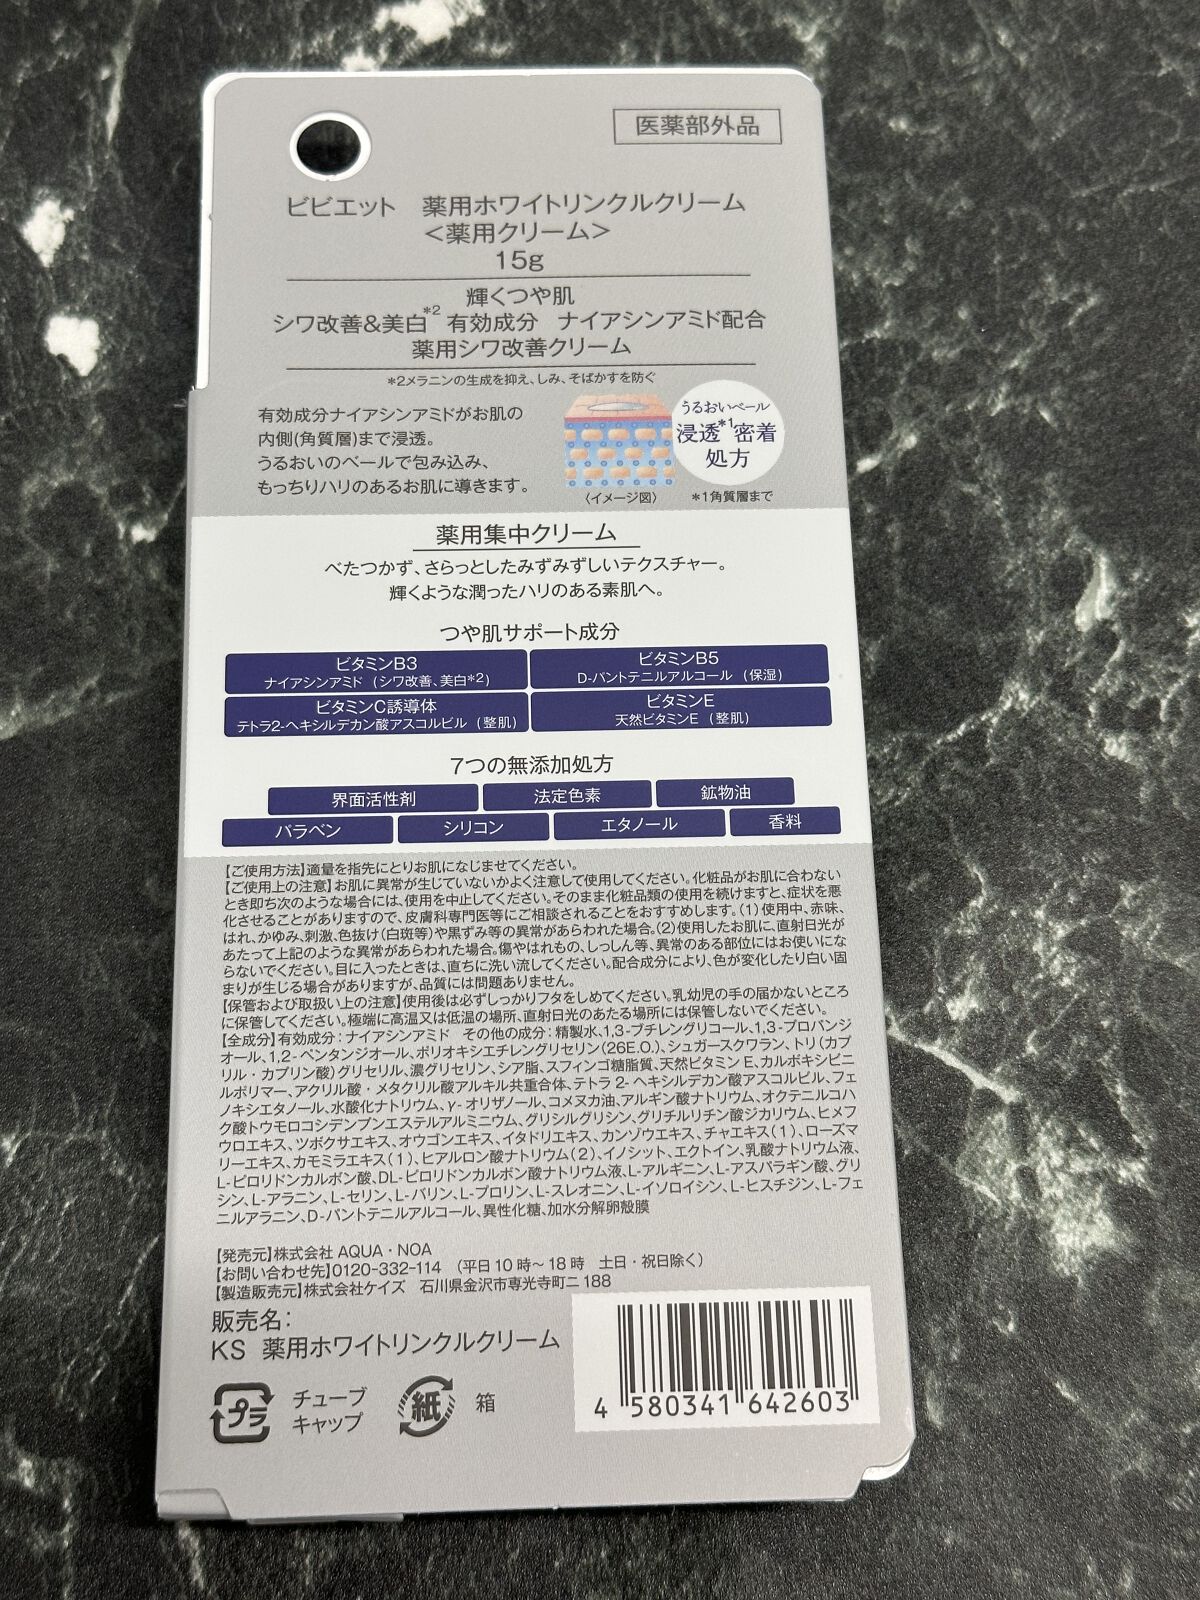 医薬部外品
ビビエット 薬用ホワイトリンクルクリーム
<薬用クリーム>
15g
輝くつや肌
シワ改善&美白*2 有効成分 ナイアシンアミド配合
薬用シワ改善クリーム
*2メラニンの生成を抑え、しみ、そばかすを防ぐ
有効成分ナイアシンアミドがお肌の
内側(角質層)まで浸透。
うるおいのベールで包み込み、
もっちりハリのあるお肌に導きます。
〈イメージ図〉
うるおいベール
浸透*1密着
処方
*1角質層まで
薬用集中クリーム
べたつかず、さらっとしたみずみずしいテクスチャー。
輝くような潤ったハリのある素肌へ。
つや肌サポート成分
ビタミンB3
ナイアシンアミド (シワ改善、美白*2)
ビタミンB5
D-パントテニルアルコール (保湿)
ビタミンC誘導体
テトラ2-ヘキシルデカン酸アスコルビル (整肌)
ビタミンE
天然ビタミンE (整肌)
7つの無添加処方
界面活性剤 法定色素 鉱物油
パラベン シリコン エタノール 香料
【ご使用方法】適量を指先にとりお肌になじませてください。
【ご使用上の注意】お肌に異常が生じていないかよく注意して使用してください。化粧品がお肌に合わない
とき即ち次のような場合には、使用を中止してください。そのまま化粧品類の使用を続けますと、症状を悪
化させることがありますので、皮膚科専門医等にご相談されることをおすすめします。(1)使用中、赤味、
はれ、かゆみ、刺激、色抜け(白斑等)や黒ずみ等の異常があらわれた場合。(2)使用したお肌に、直射日光が
あたって上記のような異常があらわれた場合。傷やはれもの、しっしん等、異常のある部位にはお使いにな
らないでください。目に入ったときは、直ちに洗い流してください。配合成分により、色が変化したり白い固
まりが生じる場合がありますが、品質には問題ありません。
【保管および取扱い上の注意】使用後は必ずしっかりフタをしめてください。乳幼児の手の届かないところ
に保管してください。極端に高温又は低温の場所、直射日光のあたる場所には保管しないでください。
【全成分】有効成分:ナイアシンアミド その他の成分:精製水、1,3-ブチレングリコール、1,3-プロパンジ
オール、1,2-ペンタンジオール、ポリオキシエチレングリセリン(26E.O.)、シュガースクワラン、トリ(カプ
リル・カプリン酸)グリセリル、濃グリセリン、シア脂、スフィンゴ糖脂質、天然ビタミンE、カルボキシビニ
ルポリマー、アクリル酸・メタクリル酸アルキル共重合体、テトラ2-ヘキシルデカン酸アスコルビル、フェ
ノキシエタノール、水酸化ナトリウム、γ-オリザノール、コメヌカ油、アルギン酸ナトリウム、オクテニルコハ
ク酸トウモロコシデンプンエステルアルミニウム、グリシルグリシン、グリチルリチン酸ジカリウム、ヒメフ
ウロエキス、ツボクサエキス、オウゴンエキス、イタドリエキス、カンゾウエキス、チャエキス(1)、ローズマ
リーエキス、カモミラエキス(1)、ヒアルロン酸ナトリウム(2)、イノシット、エクトイン、乳酸ナトリウム液、
L-ピロリドンカルボン酸、DL-ピロリドンカルボン酸ナトリウム液、L-アルギニン、L-アスパラギン酸、グリ
シン、L-アラニン、L-セリン、L-バリン、L-プロリン、L-スレオニン、L-イソロイシン、L-ヒスチジン、L-フェ
ニルアラニン、D-パントテニルアルコール、異性化糖、加水分解卵殻膜
【発売元】株式会社 AQUA・NOA
【お問い合わせ先】0120-332-114 (平日10時~18時 土日・祝日除く)
【製造販売元】株式会社ケイズ 石川県金沢市専光寺町ニ188
販売名:
KS 薬用ホワイトリンクルクリーム
プラ チューブ
キャップ
紙 箱
4 580341 642603